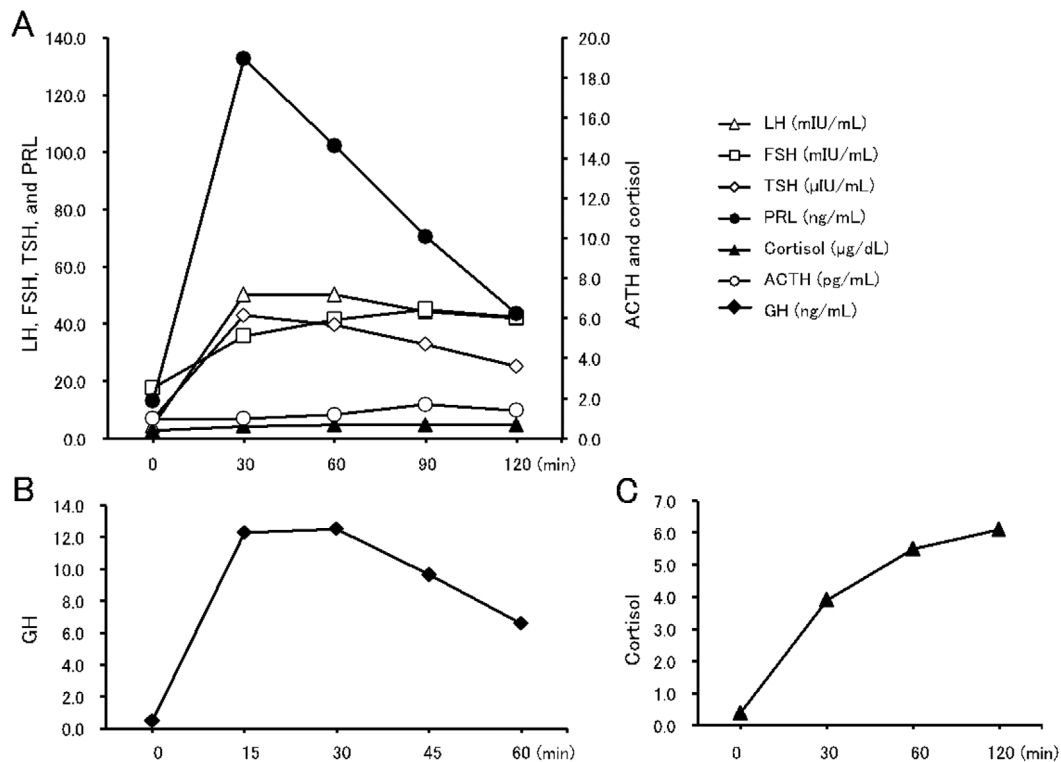 A
140.0
120.0
100.0
80.0
60.0
40.0
20.0
0.0
LH, FSH, TSH, and PRL
20.0
18.0
16.0
14.0
12.0
10.0
8.0
6.0
4.0
2.0
0.0
ACTH and cortisol
0 30 60 90 120 (min)
LH (mIU/mL)
FSH (mIU/mL)
TSH (μIU/mL)
PRL (ng/mL)
Cortisol (μg/dL)
ACTH (pg/mL)
GH (ng/mL)
B
14.0
12.0
10.0
8.0
6.0
4.0
2.0
0.0
GH
0 15 30 45 60 (min)
C
7.0
6.0
5.0
4.0
3.0
2.0
1.0
0.0
Cortisol
0 30 60 120 (min)